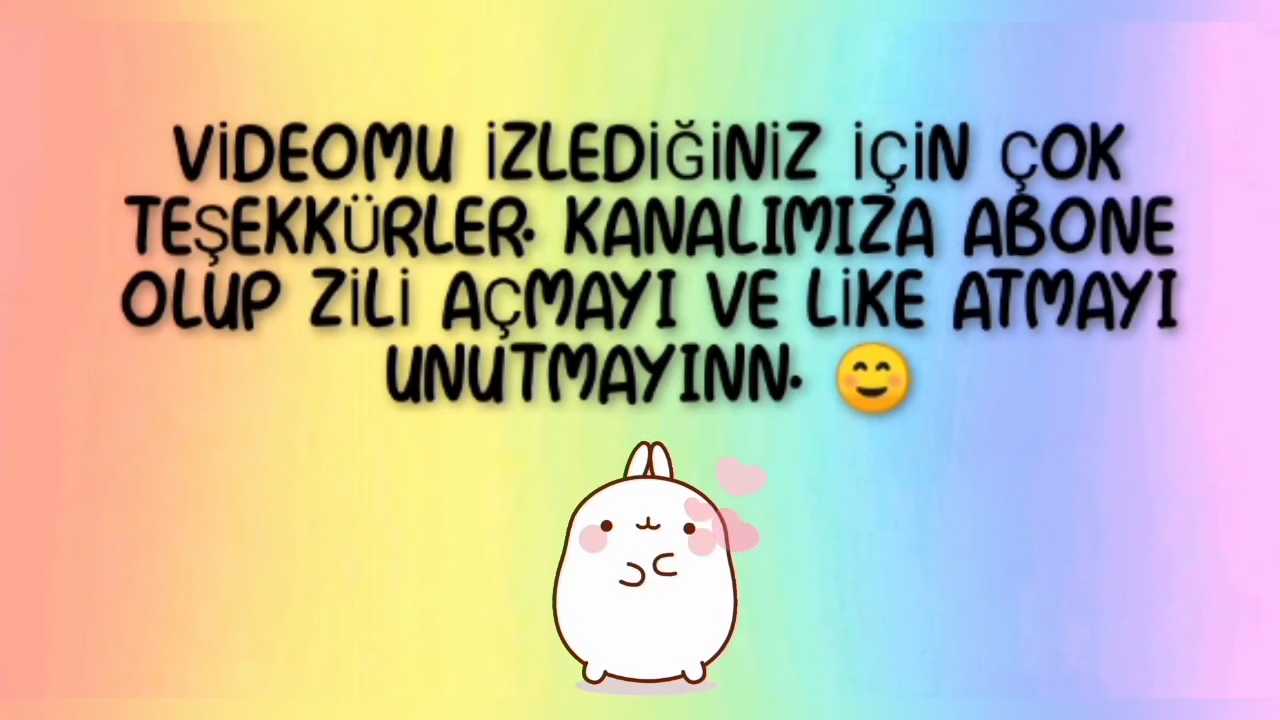 VİDEOMU İZLEDİĞİNİZ İÇİN ÇOK
TEŞEKKÜRLER. KANALIMIZA ABONE
OLUP ZİLİ AÇMAYI VE LİKE ATMAYI
UNUTMAYINN. 😊